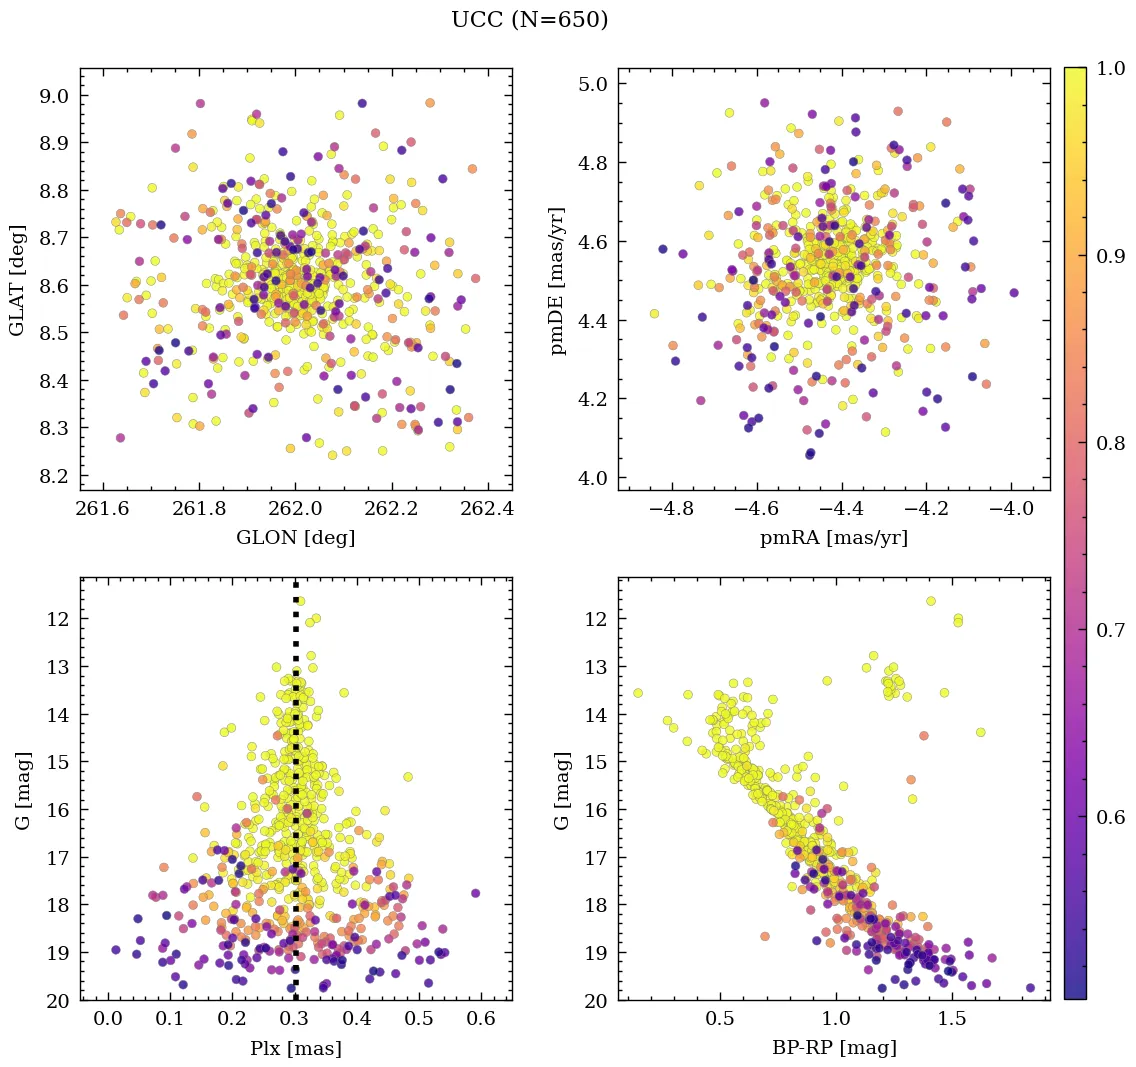 UCC (N=650)
9.0
8.9
8.8
8.7
8.6
8.5
8.4
8.3
8.2
GLAT [deg]
261.6 261.8 262.0 262.2 262.4
GLON [deg]
5.0
4.8
4.6
4.4
4.2
4.0
pmDE [mas/yr]
−4.8 −4.6 −4.4 −4.2 −4.0
pmRA [mas/yr]
12
13
14
15
16
17
18
19
20
G [mag]
0.0 0.1 0.2 0.3 0.4 0.5 0.6
Plx [mas]
12
13
14
15
16
17
18
19
20
G [mag]
0.5 1.0 1.5
BP-RP [mag]
1.0
0.9
0.8
0.7
0.6